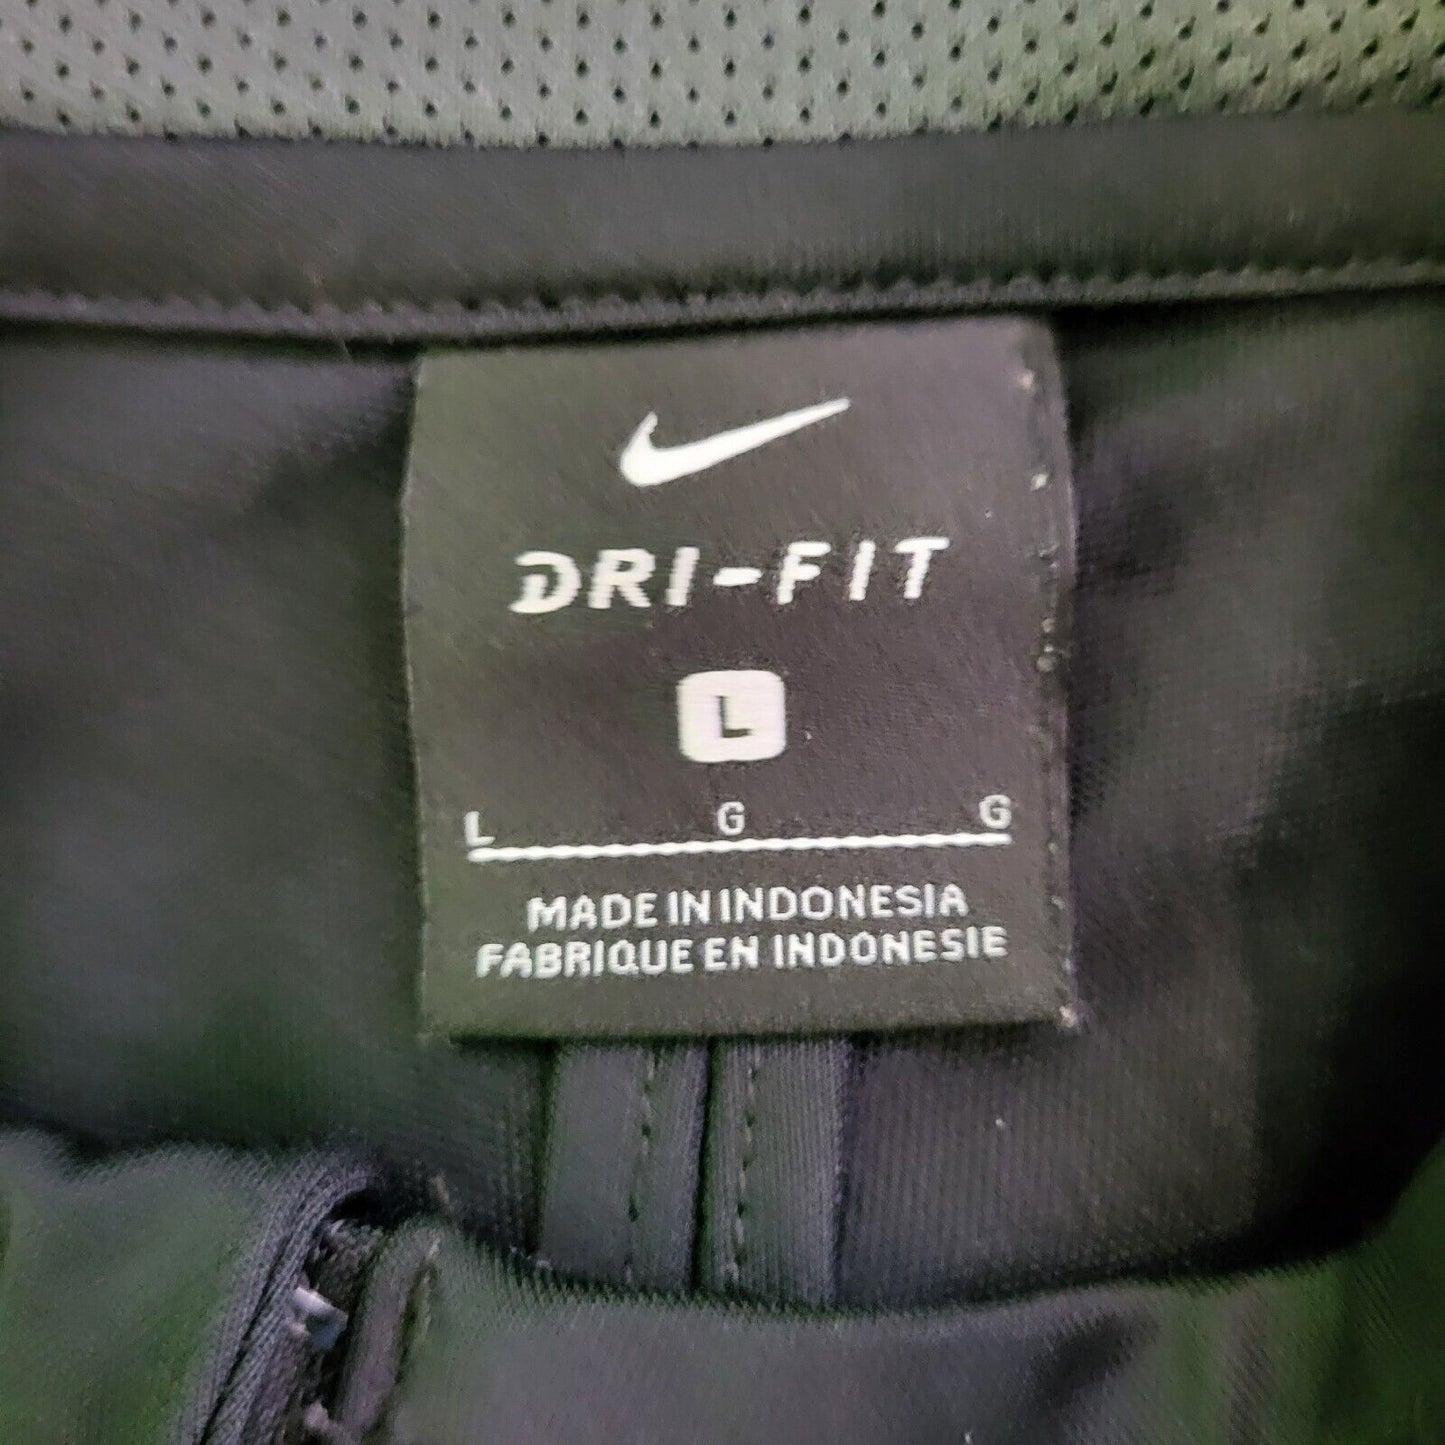 DRI-FIT
L
L G G
MADE IN INDONESIA
FABRIQUE EN INDONESIE